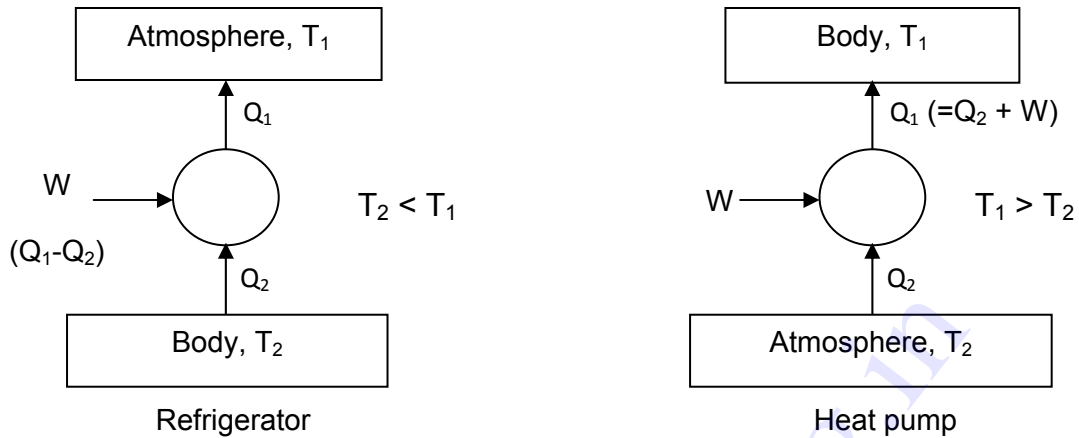 Atmosphere, T₁
Q₁
W
T₂ < T₁
(Q₁-Q₂)
Q₂
Body, T₂
Refrigerator
Body, T₁
Q₁ (=Q₂ + W)
W
T₁ > T₂
Q₂
Atmosphere, T₂
Heat pump